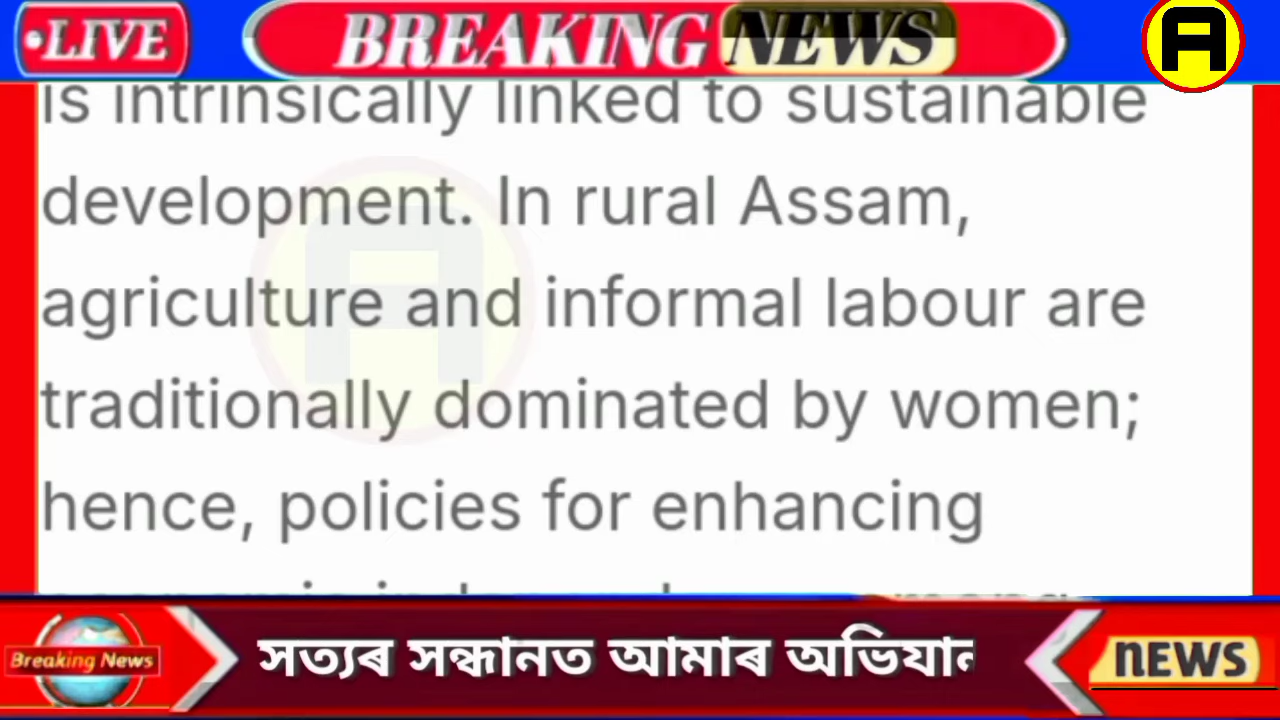 •LIVE
BREAKING NEWS
A
is intrinsically linked to sustainable
development. In rural Assam,
agriculture and informal labour are
traditionally dominated by women;
hence, policies for enhancing
Breaking News
সত্যৰ সন্ধানত আমাৰ অভিযান
NEWS